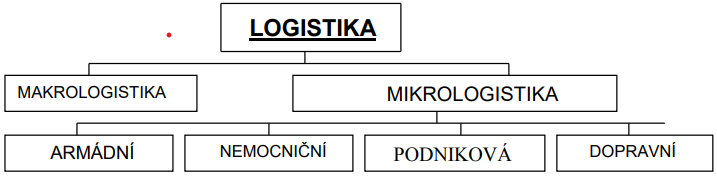 LOGISTIKA
MAKROLOGISTIKA
MIKROLOGISTIKA
ARMÁDNÍ
NEMOCNIČNÍ
PODNIKOVÁ
DOPRAVNÍ